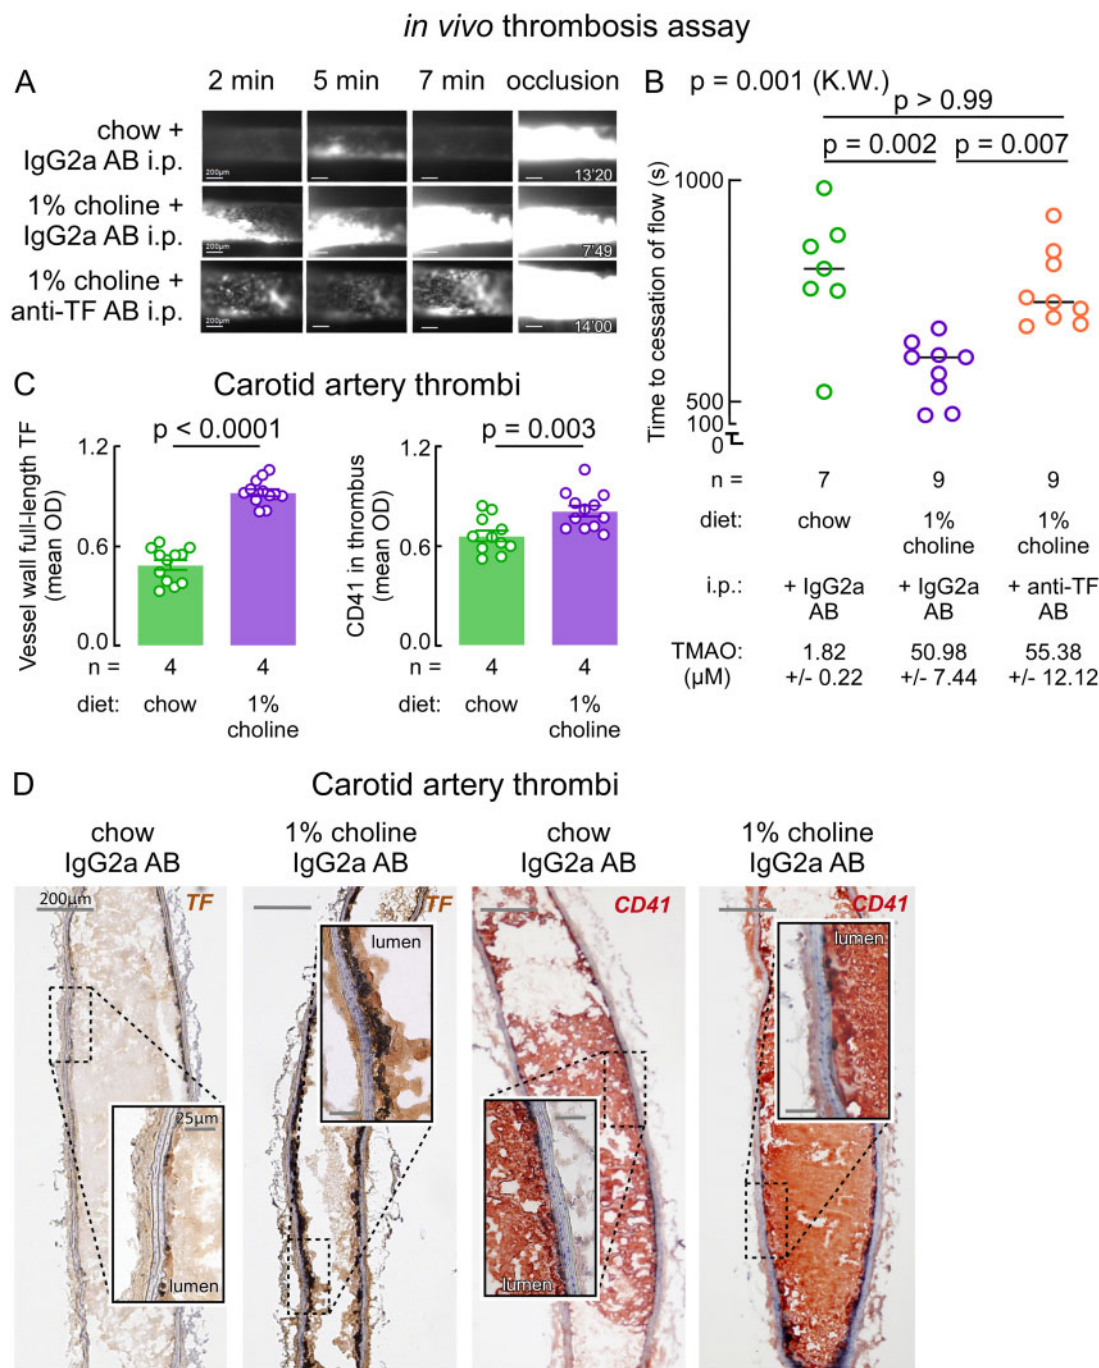 in vivo thrombosis assay
A
2 min
5 min
7 min
occlusion
chow +
IgG2a AB i.p.
200µm
13'20
1% choline +
IgG2a AB i.p.
200µm
7'49
1% choline +
anti-TF AB i.p.
200µm
14'00
B
p = 0.001 (K.W.)
p > 0.99
p = 0.002
p = 0.007
Time to cessation of flow (s)
1000
500
100
0
n =
7
9
9
diet:
chow
1%
choline
1%
choline
i.p.:
+ IgG2a
AB
+ IgG2a
AB
+ anti-TF
AB
TMAO:
(µM)
1.82
+/- 0.22
50.98
+/- 7.44
55.38
+/- 12.12
C
Carotid artery thrombi
p < 0.0001
Vessel wall full-length TF
(mean OD)
1.2
0.6
0.0
n =
4
4
diet:
chow
1%
choline
p = 0.003
CD41 in thrombus
(mean OD)
1.2
0.6
0.0
n =
4
4
diet:
chow
1%
choline
D
Carotid artery thrombi
chow
IgG2a AB
1% choline
IgG2a AB
chow
IgG2a AB
1% choline
IgG2a AB
200µm
TF
25µm
lumen
TF
lumen
CD41
lumen
CD41
lumen